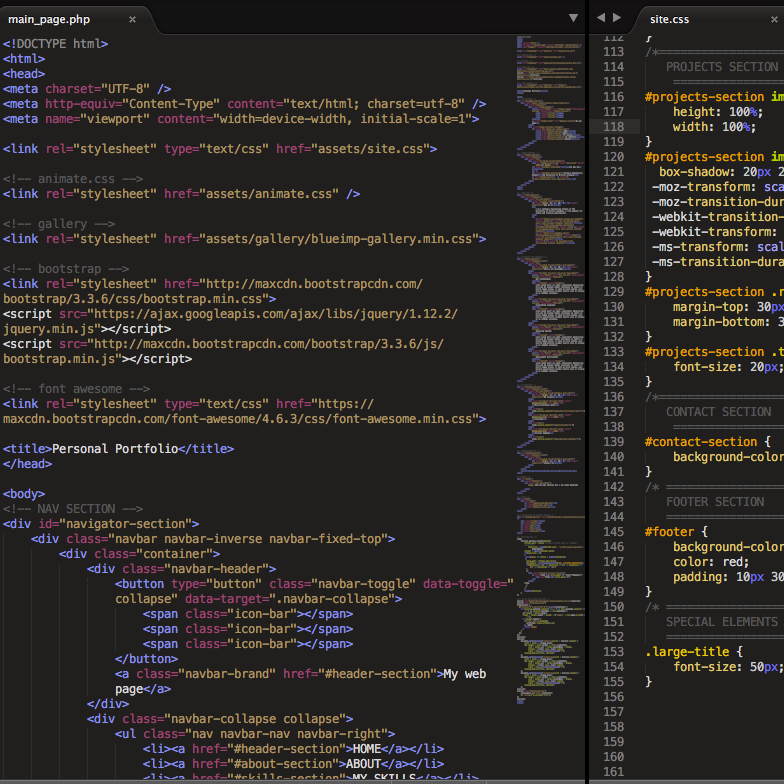 main_page.php
<!DOCTYPE html>
<html>
<head>
<meta charset="UTF-8" />
<meta http-equiv="Content-Type" content="text/html; charset=utf-8" />
<meta name="viewport" content="width=device-width, initial-scale=1">
<link rel="stylesheet" type="text/css" href="assets/site.css">
<!-- animate.css -->
<link rel="stylesheet" href="assets/animate.css" />
<!-- gallery -->
<link rel="stylesheet" href="assets/gallery/blueimp-gallery.min.css">
<!-- bootstrap -->
<link rel="stylesheet" href="http://maxcdn.bootstrapcdn.com/
bootstrap/3.3.6/css/bootstrap.min.css">
<script src="https://ajax.googleapis.com/ajax/libs/jquery/1.12.2/
jquery.min.js"></script>
<script src="http://maxcdn.bootstrapcdn.com/bootstrap/3.3.6/js/
bootstrap.min.js"></script>
<!-- font awesome -->
<link rel="stylesheet" type="text/css" href="https://
maxcdn.bootstrapcdn.com/font-awesome/4.6.3/css/font-awesome.min.css">
<title>Personal Portfolio</title>
</head>
<body>
<!-- NAV SECTION -->
<div id="navigator-section">
<div class="navbar navbar-inverse navbar-fixed-top">
<div class="container">
<div class="navbar-header">
<button type="button" class="navbar-toggle" data-toggle="
collapse" data-target=".navbar-collapse">
<span class="icon-bar"></span>
<span class="icon-bar"></span>
<span class="icon-bar"></span>
</button>
<a class="navbar-brand" href="#header-section">My web
page</a>
</div>
<div class="navbar-collapse collapse">
<ul class="nav navbar-nav navbar-right">
<li><a href="#header-section">HOME</a></li>
<li><a href="#about-section">ABOUT</a></li>
<li><a href="#skills-section">MY SKILLS</a></li>
site.css
112 }
113 /*================
114 PROJECTS SECTION
115 ================
116 #projects-section im
117 height: 100%;
118 width: 100%;
119 }
120 #projects-section im
121 box-shadow: 20px 2
122 -moz-transform: sca
123 -moz-transition-dur
124 -webkit-transition-
125 -webkit-transform:
126 -ms-transform: scal
127 -ms-transition-dura
128 }
129 #projects-section .r
130 margin-top: 30px
131 margin-bottom: 3
132 }
133 #projects-section .t
134 font-size: 20px;
135 }
136 /*================
137 CONTACT SECTION
138 ================
139 #contact-section {
140 background-color
141 }
142 /* ================
143 FOOTER SECTION
144 ================
145 #footer {
146 background-color
147 color: red;
148 padding: 10px 30
149 }
150 /* ================
151 SPECIAL ELEMENTS
152 ================
153 .large-title {
154 font-size: 50px;
155 }
156
157
158
159
160
161